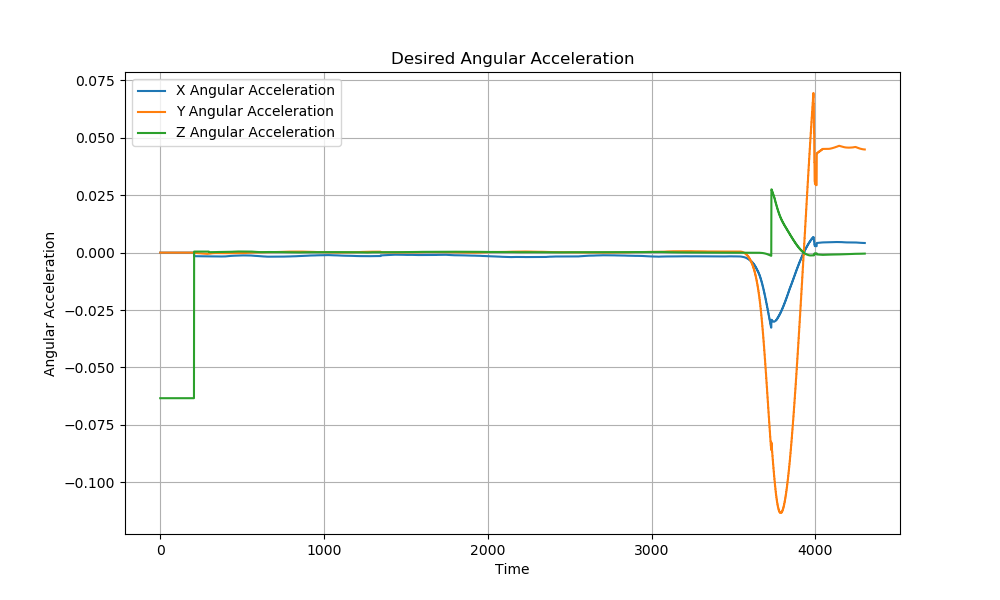 Desired Angular Acceleration
X Angular Acceleration
Y Angular Acceleration
Z Angular Acceleration
0.075
0.050
0.025
0.000
−0.025
−0.050
−0.075
−0.100
Angular Acceleration
0 1000 2000 3000 4000
Time